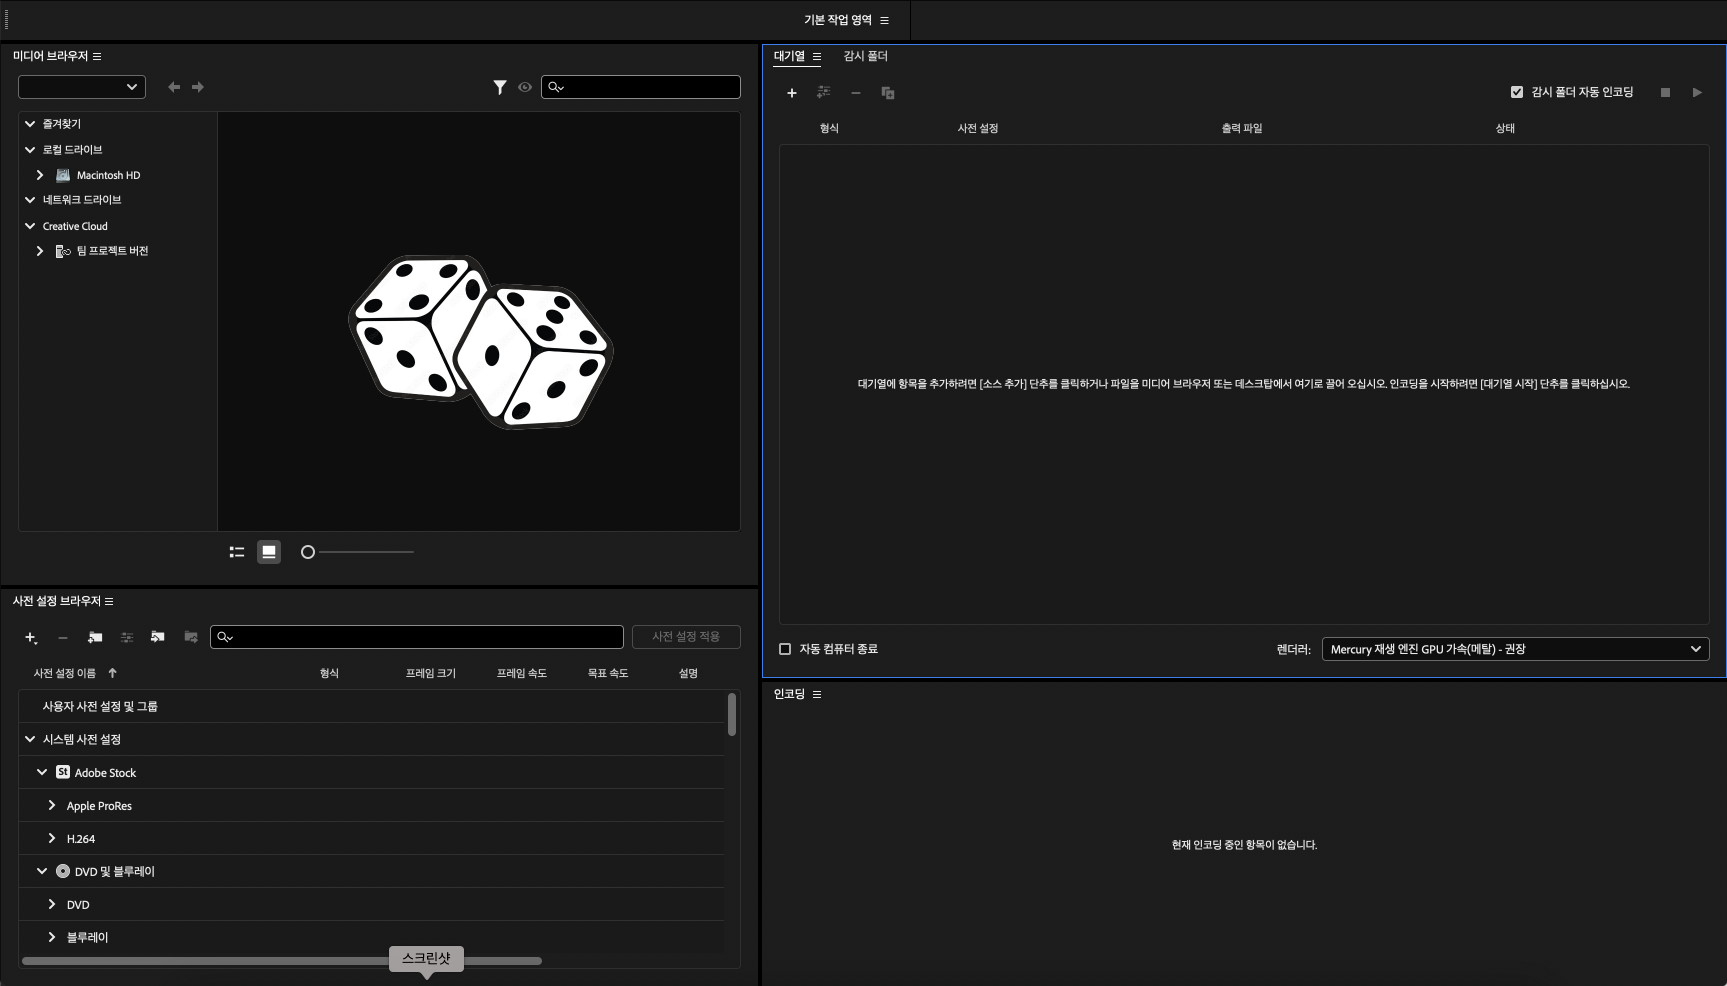 기본 작업 영역
미디어 브라우저
즐겨찾기
로컬 드라이브
Macintosh HD
네트워크 드라이브
Creative Cloud
팀 프로젝트 버전
대기열 감시 폴더
감시 폴더 자동 인코딩
형식 사전 설정 출력 파일 상태
대기열에 항목을 추가하려면 [소스 추가] 단추를 클릭하거나 파일을 미디어 브라우저 또는 데스크탑에서 여기로 끌어 오십시오. 인코딩을 시작하려면 [대기열 시작] 단추를 클릭하십시오.
자동 컴퓨터 종료
렌더러: Mercury 재생 엔진 GPU 가속(메탈) - 권장
사전 설정 브라우저
사전 설정 적용
사전 설정 이름 형식 프레임 크기 프레임 속도 목표 속도 설명
사용자 사전 설정 및 그룹
시스템 사전 설정
St Adobe Stock
Apple ProRes
H.264
DVD 및 블루레이
DVD
블루레이
스크린샷
인코딩
현재 인코딩 중인 항목이 없습니다.